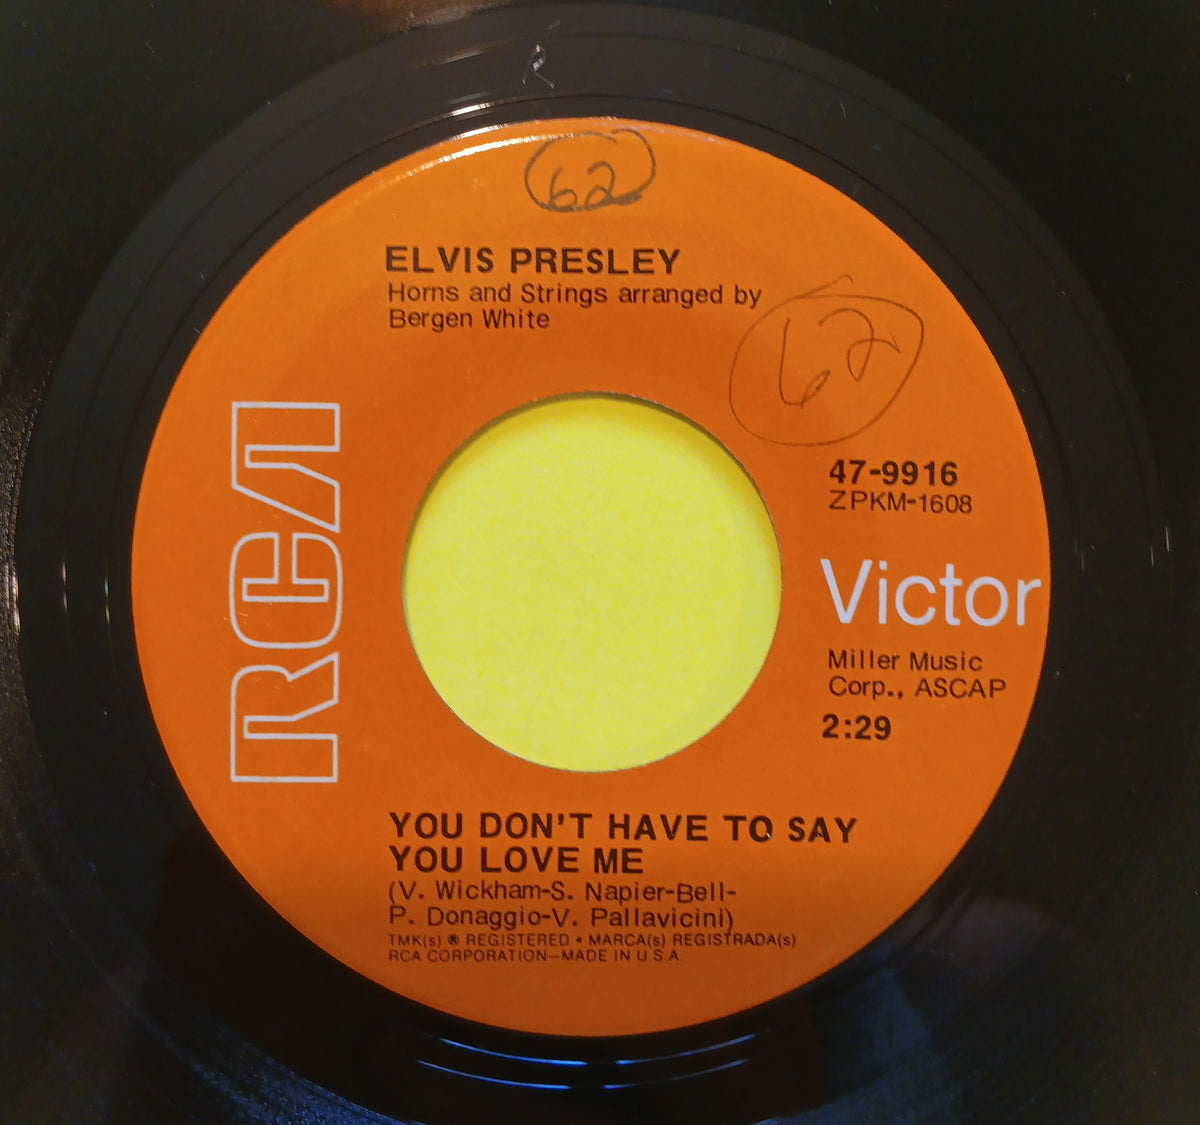 62
ELVIS PRESLEY
Horns and Strings arranged by
Bergen White
62
RCA
47-9916
ZPKM-1608
Victor
Miller Music
Corp., ASCAP
2:29
YOU DON'T HAVE TO SAY
YOU LOVE ME
(V. Wickham-S. Napier-Bell-
P. Donaggio-V. Pallavicini)
TMK(s) ® REGISTERED • MARCA(s) REGISTRADA(s)
RCA CORPORATION—MADE IN U.S.A.